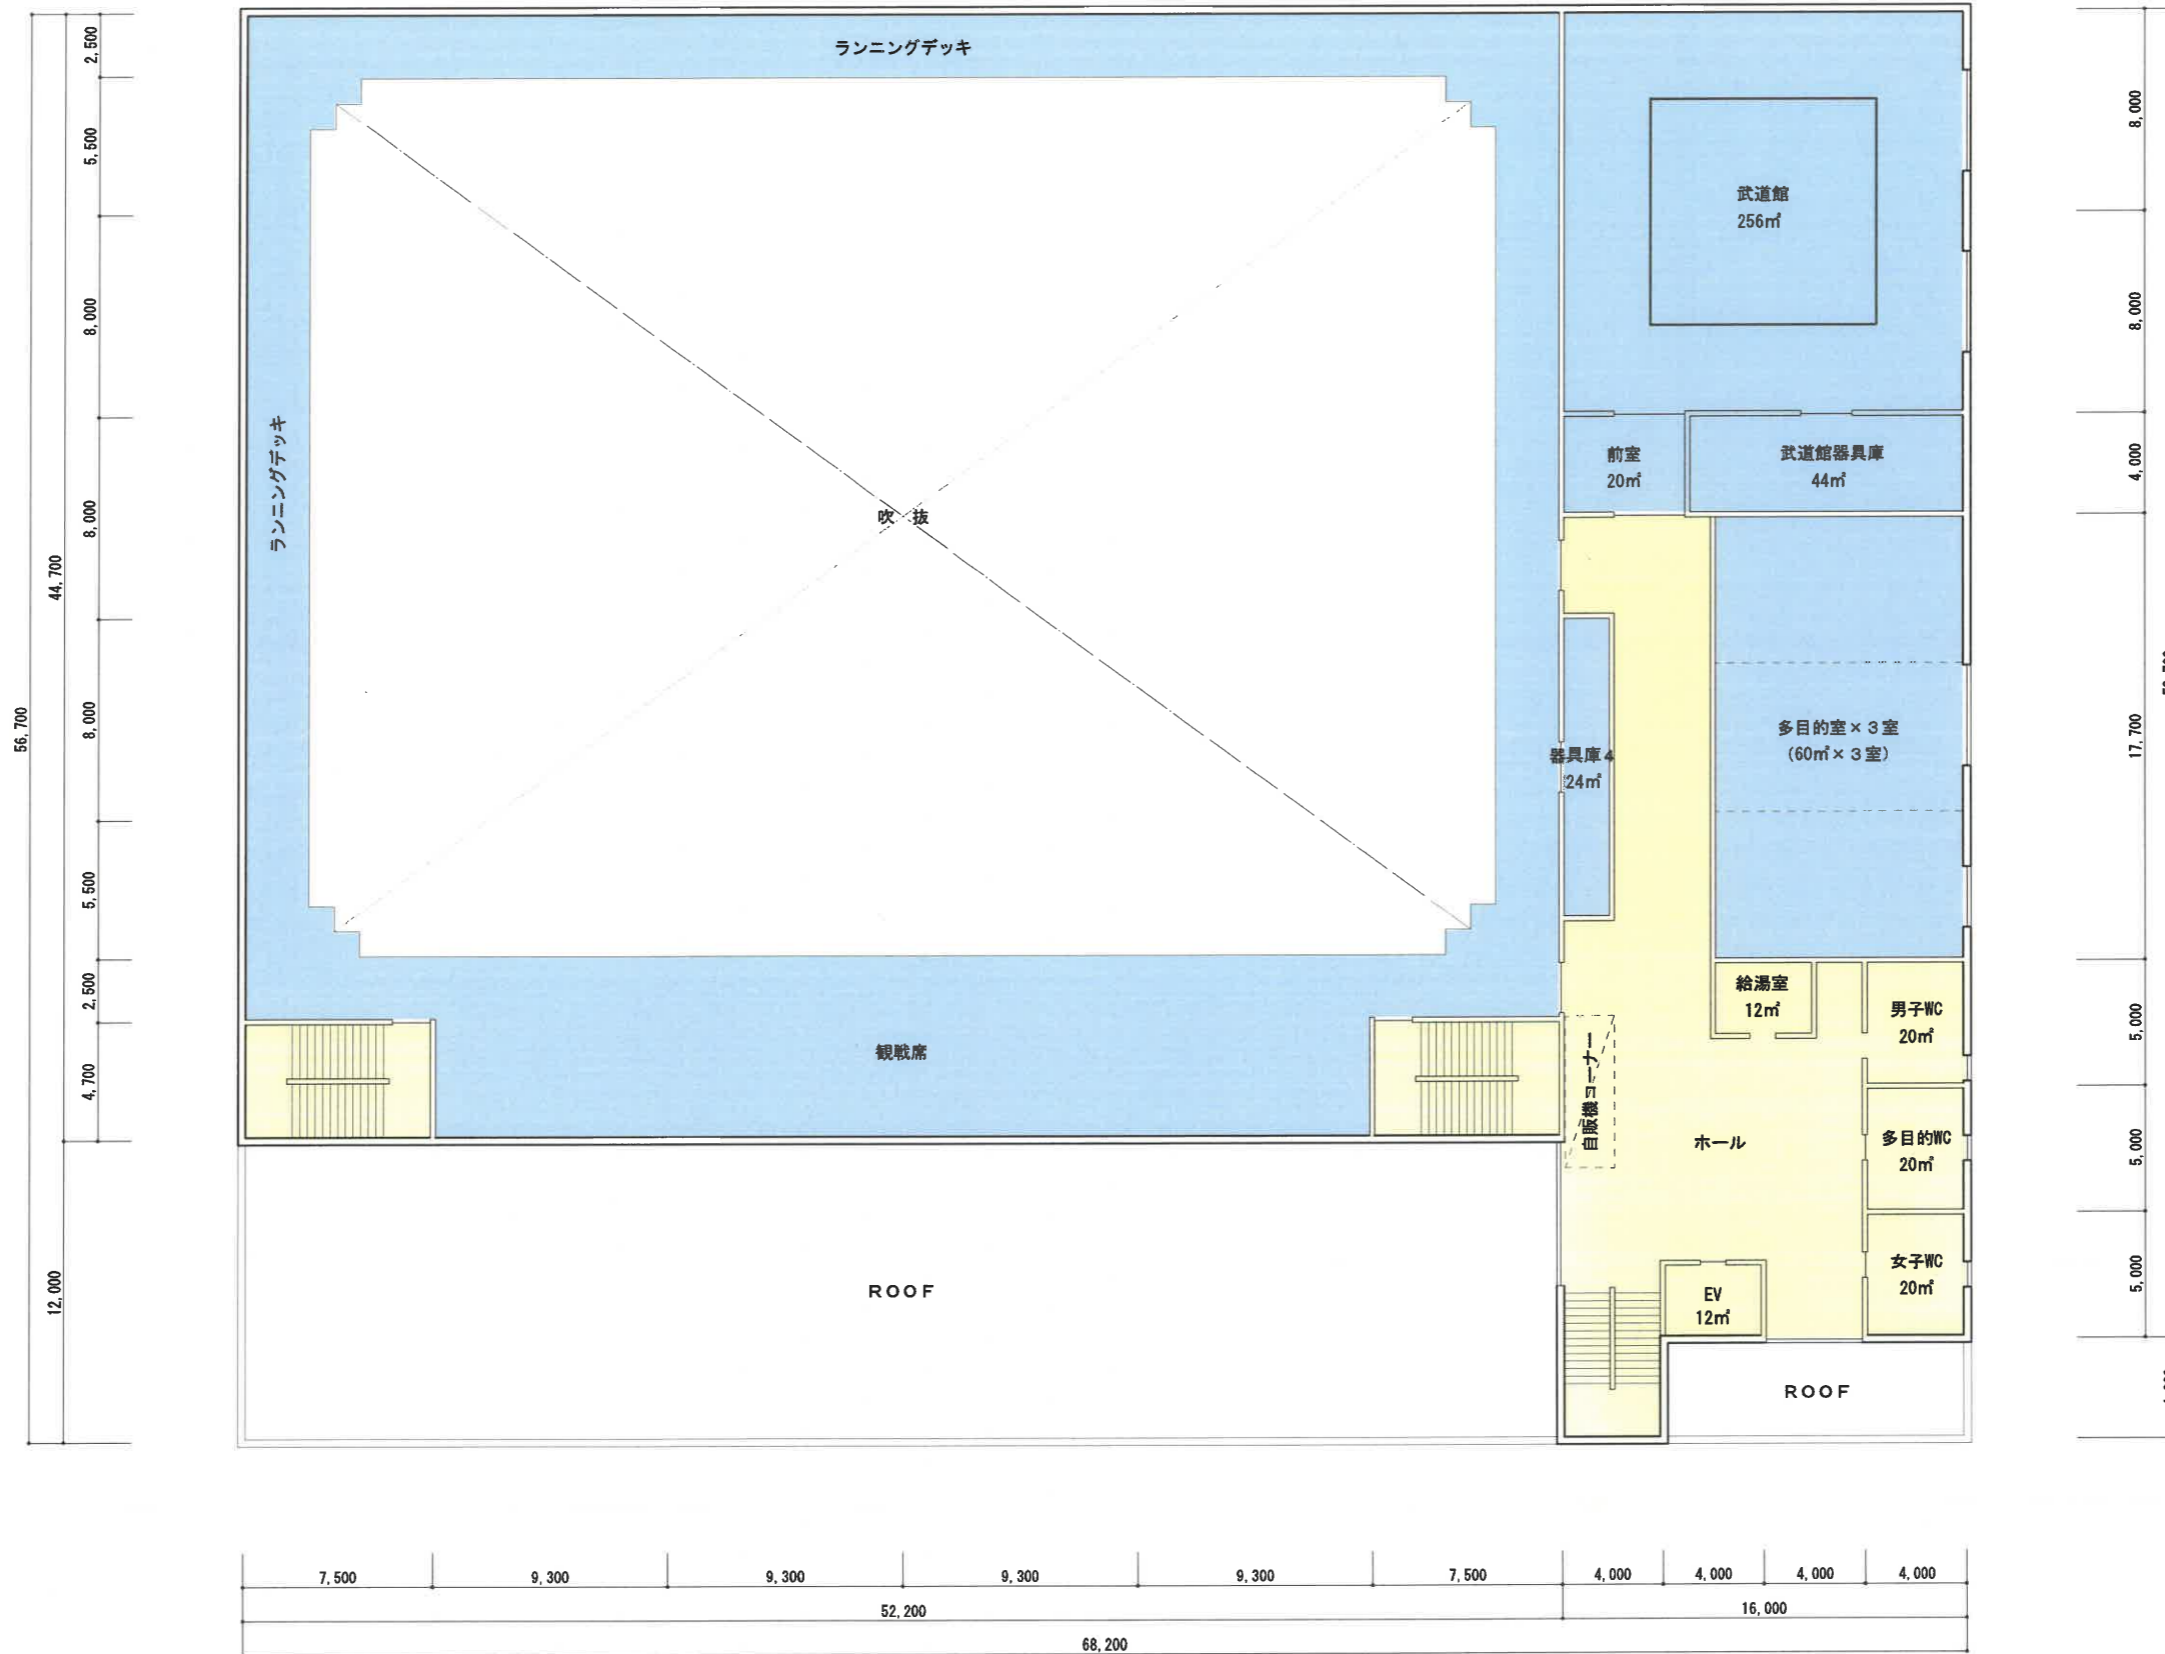 ランニングデッキ
武道館
256㎡
前室
20㎡
武道館器具庫
44㎡
ランニングデッキ
吹 抜
器具庫4
24㎡
多目的室×3室
(60㎡×3室)
給湯室
12㎡
男子WC
20㎡
観戦席
自販機コーナー
ホール
多目的WC
20㎡
女子WC
20㎡
EV
12㎡
ROOF
ROOF
2,500
5,500
8,000
8,000
8,000
5,500
2,500
4,700
44,700
12,000
56,700
8,000
8,000
4,000
17,700
5,000
5,000
5,000
7,500
9,300
9,300
9,300
9,300
7,500
4,000
4,000
4,000
4,000
52,200
16,000
68,200